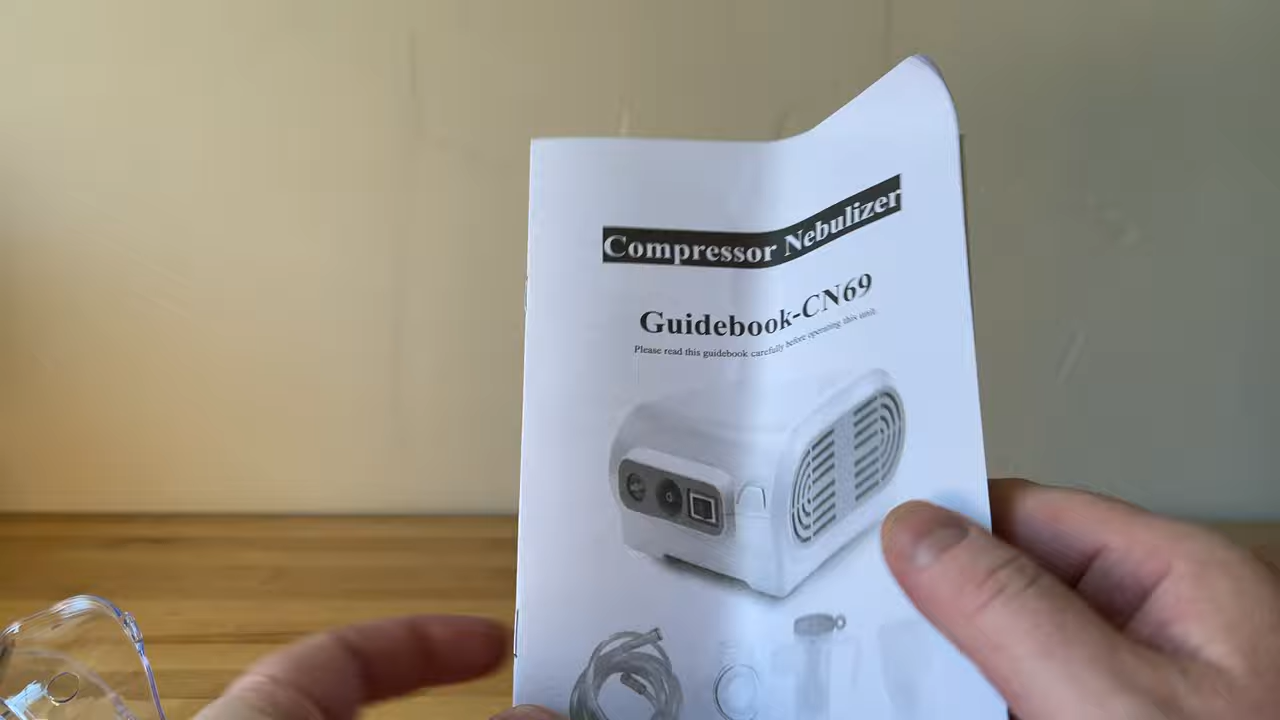 Compressor Nebulizer
Guidebook-CN69
Please read this guidebook carefully before operating this unit.